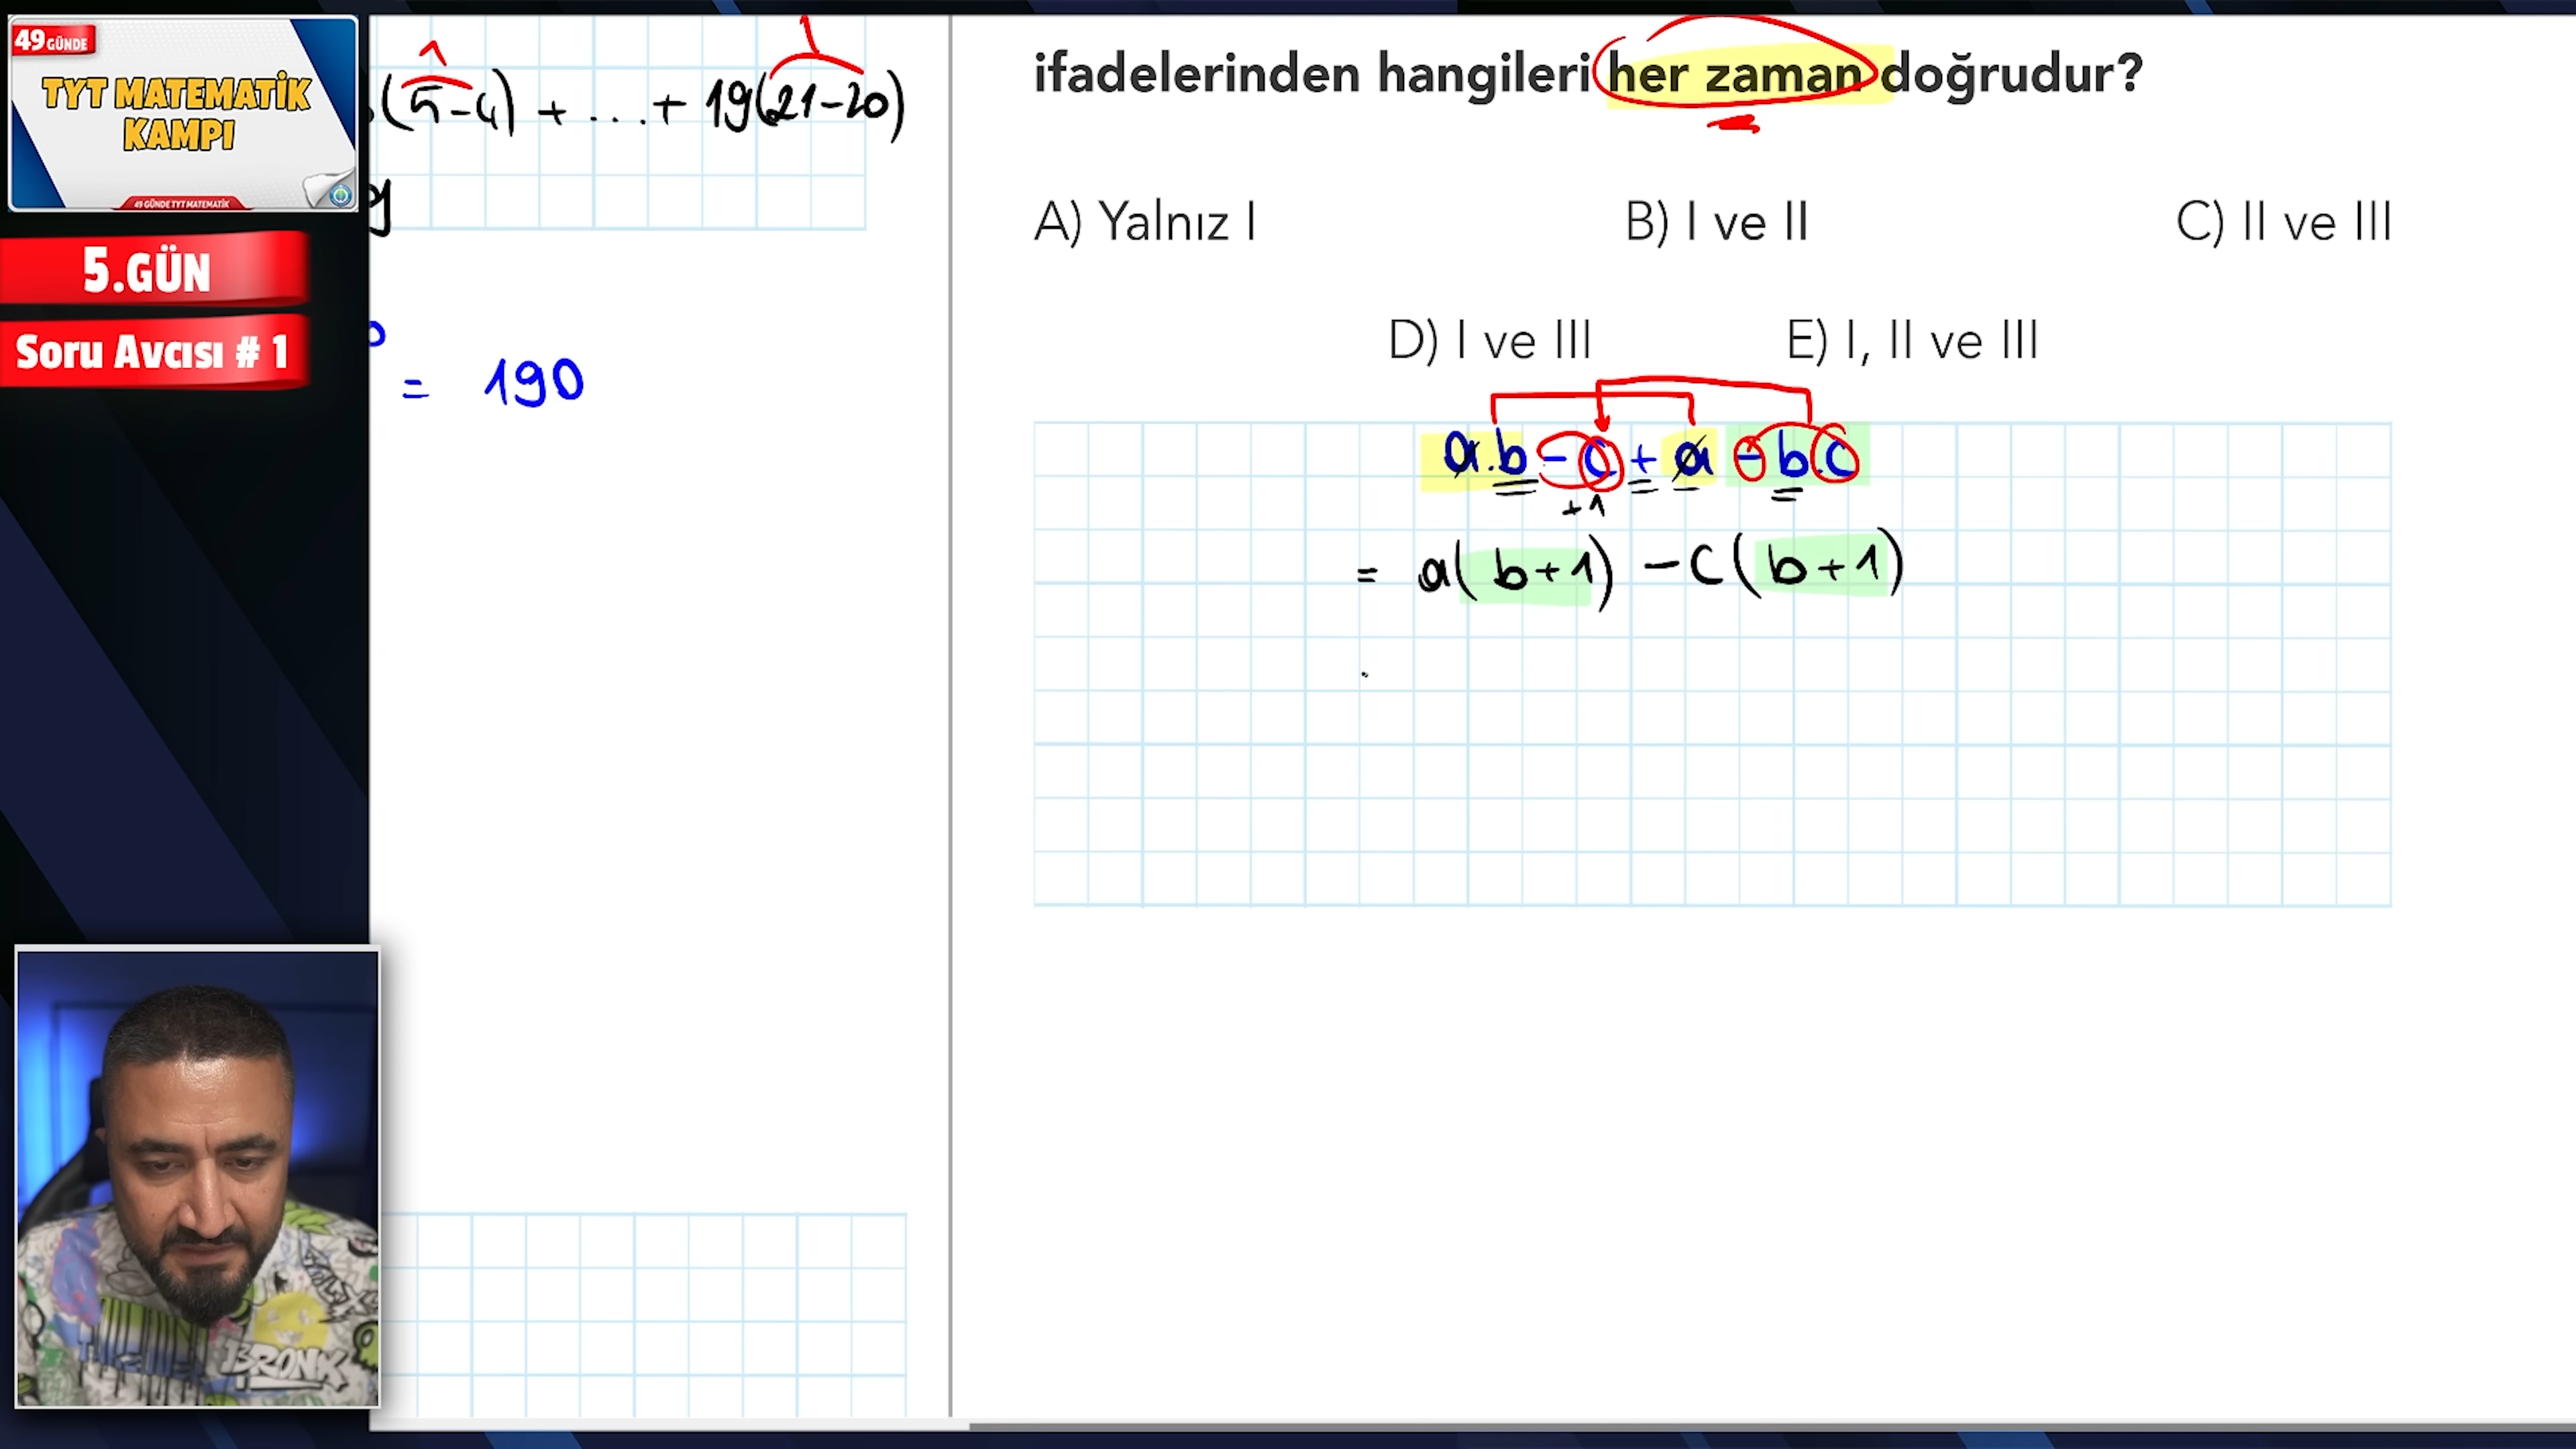 49 GÜNDE
TYT MATEMATİK
KAMPI
49 GÜNDE TYT MATEMATİK
5.GÜN
Soru Avcısı # 1
1
(5-4) + ... + 19(21-20)
= 190
ifadelerinden hangileri her zaman doğrudur?
A) Yalnız I
B) I ve II
C) II ve III
D) I ve III
E) I, II ve III
a.b - c + a - b.c
+1
= a(b+1) - c(b+1)
BRONX